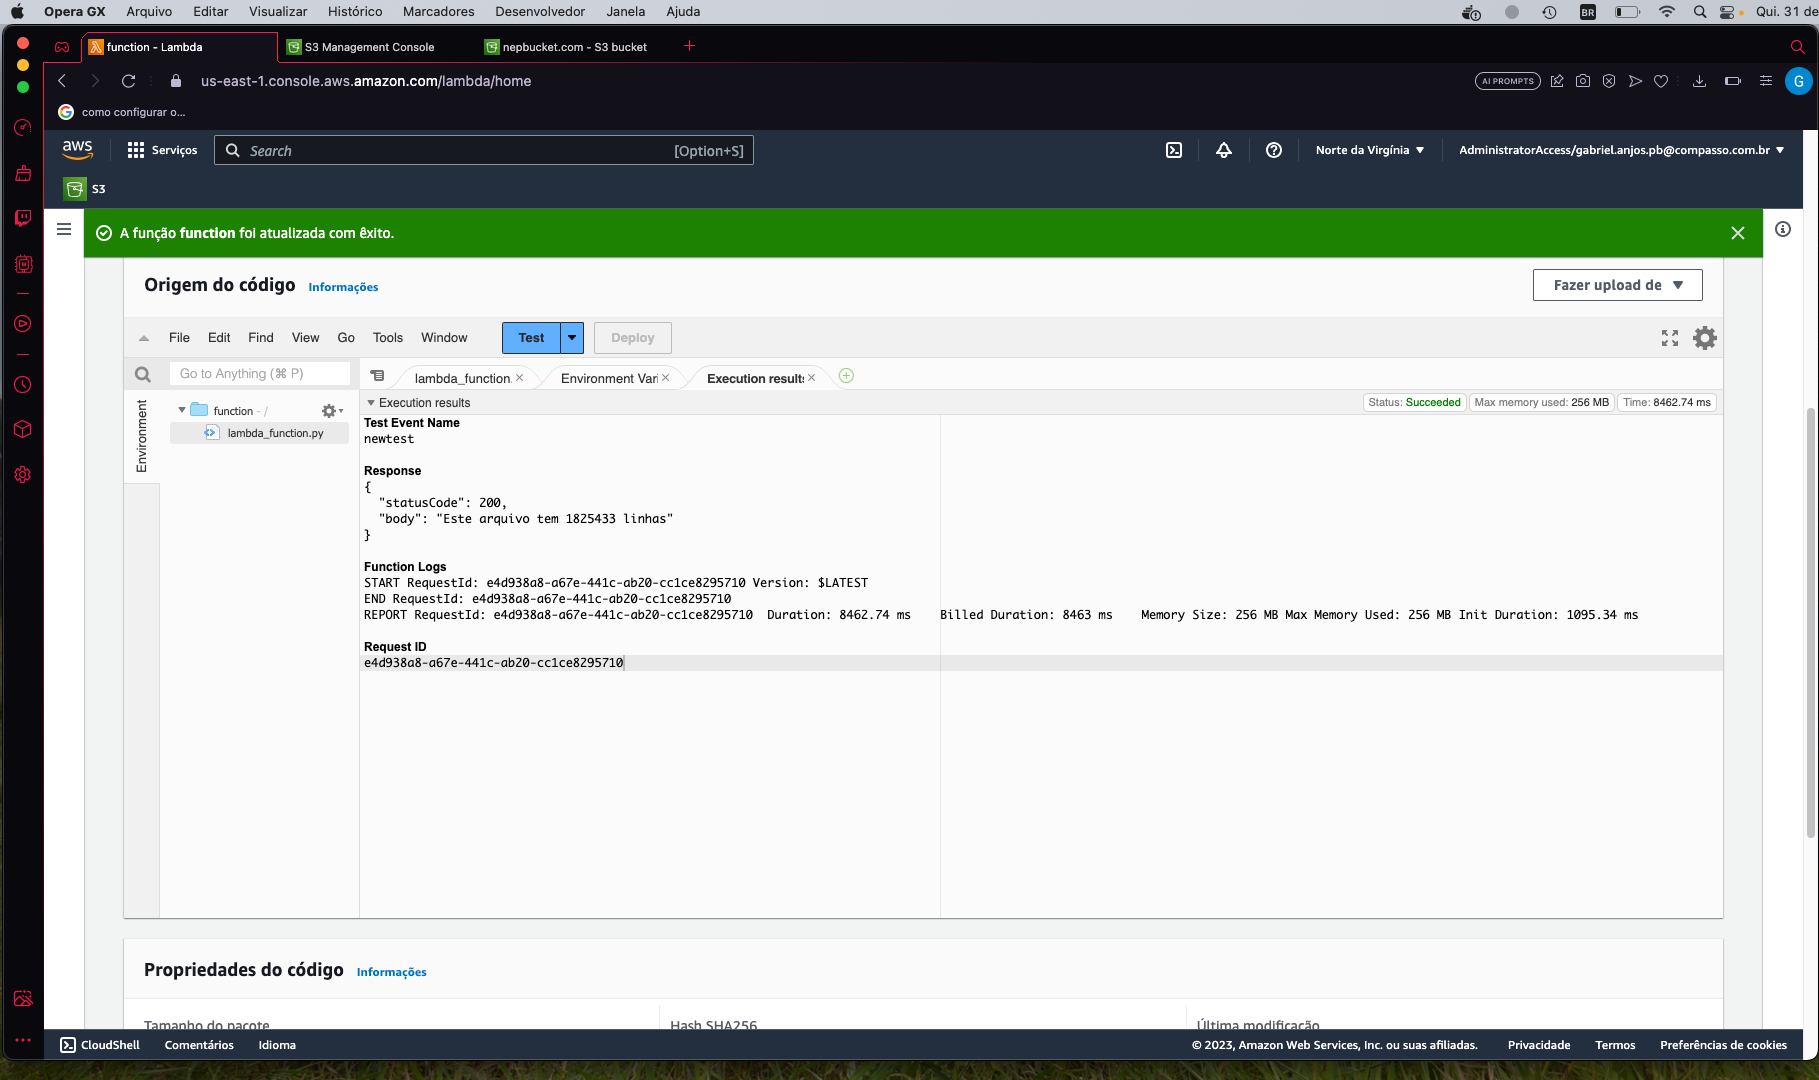 Opera GX Arquivo Editar Visualizar Histórico Marcadores Desenvolvedor Janela Ajuda BR Qui. 31 de
function - Lambda S3 Management Console nepbucket.com - S3 bucket
us-east-1.console.aws.amazon.com/lambda/home AI PROMPTS G
como configurar o...
aws Serviços Search [Option+S] Norte da Virgínia AdministratorAccess/gabriel.anjos.pb@compasso.com.br
S3
A função function foi atualizada com êxito.
Origem do código Informações Fazer upload de
File Edit Find View Go Tools Window Test Deploy
Go to Anything (⌘ P) lambda_function. Environment Vari Execution results
Execution results Status: Succeeded Max memory used: 256 MB Time: 8462.74 ms
Environment
function - /
lambda_function.py
Test Event Name
newtest
Response
{
"statusCode": 200,
"body": "Este arquivo tem 1825433 linhas"
}
Function Logs
START RequestId: e4d938a8-a67e-441c-ab20-cc1ce8295710 Version: $LATEST
END RequestId: e4d938a8-a67e-441c-ab20-cc1ce8295710
REPORT RequestId: e4d938a8-a67e-441c-ab20-cc1ce8295710 Duration: 8462.74 ms Billed Duration: 8463 ms Memory Size: 256 MB Max Memory Used: 256 MB Init Duration: 1095.34 ms
Request ID
e4d938a8-a67e-441c-ab20-cc1ce8295710
Propriedades do código Informações
Tamanho do pacote Hash SHA256 Última modificação
CloudShell Comentários Idioma © 2023, Amazon Web Services, Inc. ou suas afiliadas. Privacidade Termos Preferências de cookies